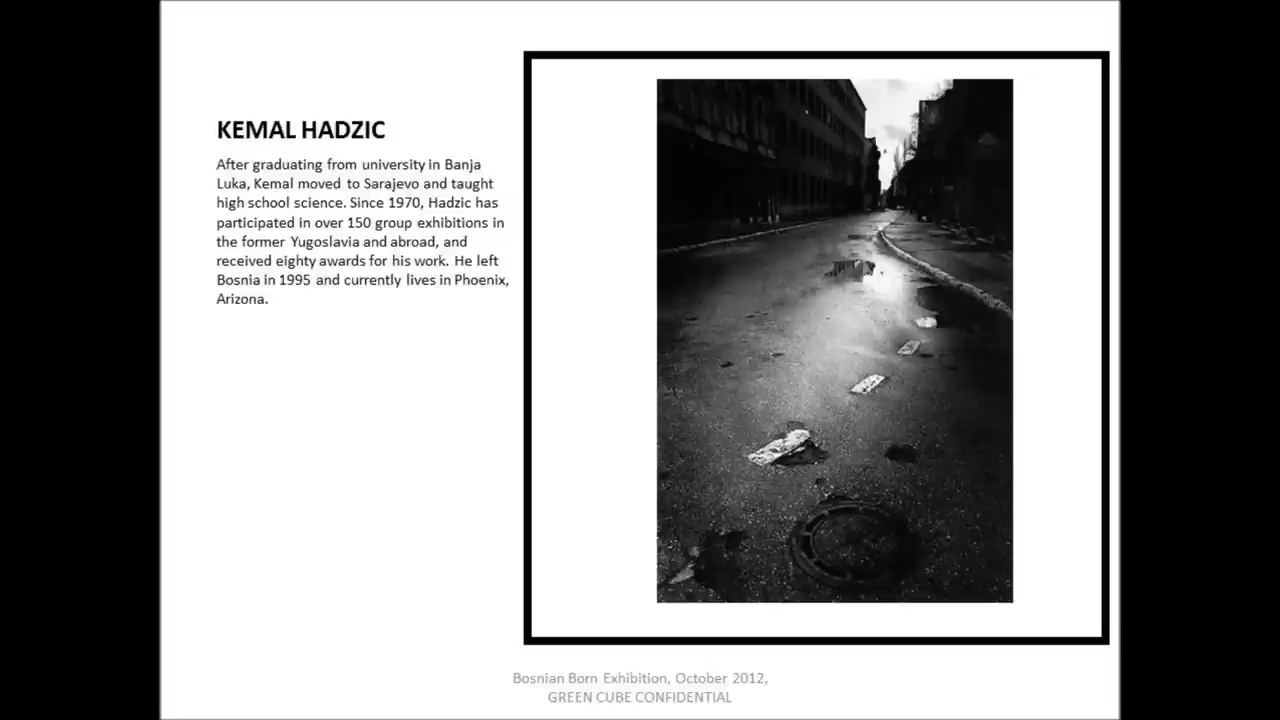 KEMAL HADZIC
After graduating from university in Banja
Luka, Kemal moved to Sarajevo and taught
high school science. Since 1970, Hadzic has
participated in over 150 group exhibitions in
the former Yugoslavia and abroad, and
received eighty awards for his work. He left
Bosnia in 1995 and currently lives in Phoenix,
Arizona.
Bosnian Born Exhibition, October 2012,
GREEN CUBE CONFIDENTIAL